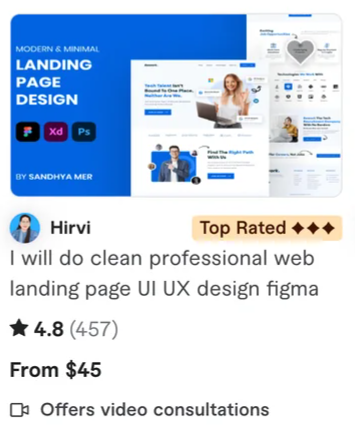 MODERN & MINIMAL
LANDING
PAGE
DESIGN
Xd
Ps
BY SANDHYA MER
Tech Talent Isn't
Bound To One Place.
Neither Are We.
Find The Right Path
With Us
Hirvi
Top Rated
I will do clean professional web
landing page UI UX design figma
4.8 (457)
From $45
Offers video consultations